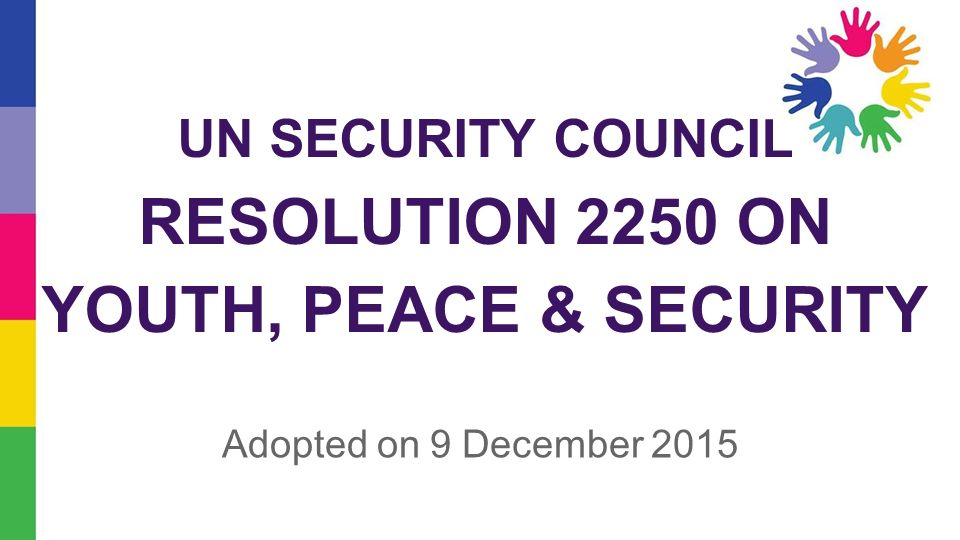 UN SECURITY COUNCIL
RESOLUTION 2250 ON
YOUTH, PEACE & SECURITY
Adopted on 9 December 2015